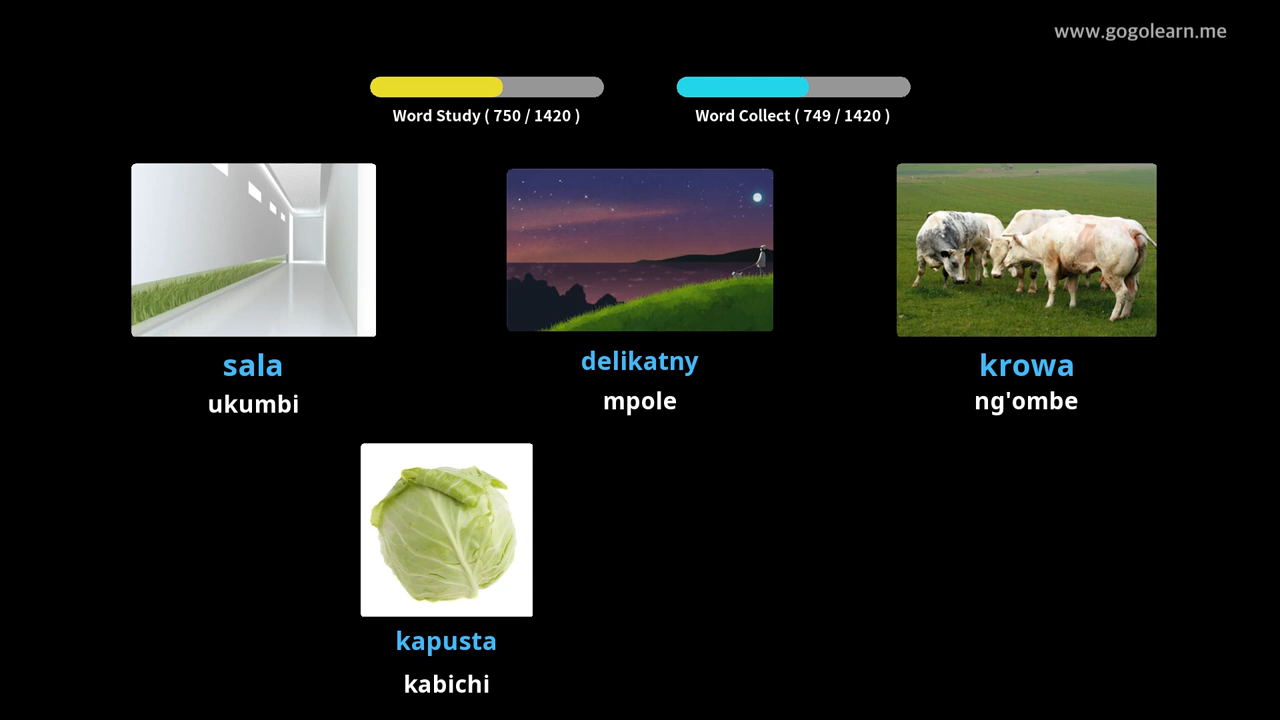 www.gogolearn.me
Word Study ( 750 / 1420 )
Word Collect ( 749 / 1420 )
sala
ukumbi
delikatny
mpole
krowa
ng'ombe
kapusta
kabichi